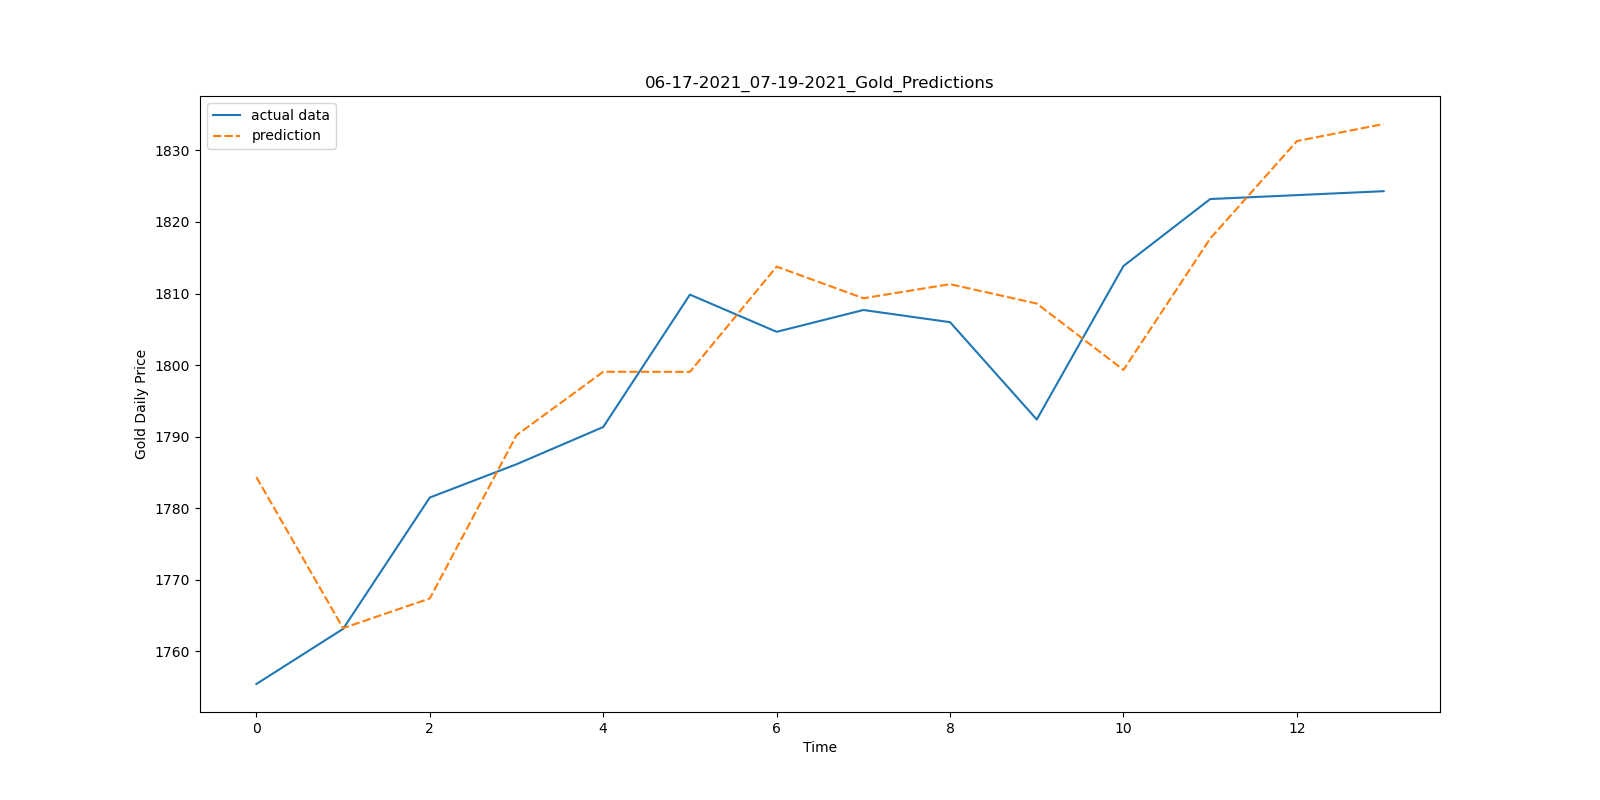 06-17-2021_07-19-2021_Gold_Predictions
actual data
prediction
1830
1820
1810
1800
1790
1780
1770
1760
Gold Daily Price
0 2 4 6 8 10 12
Time